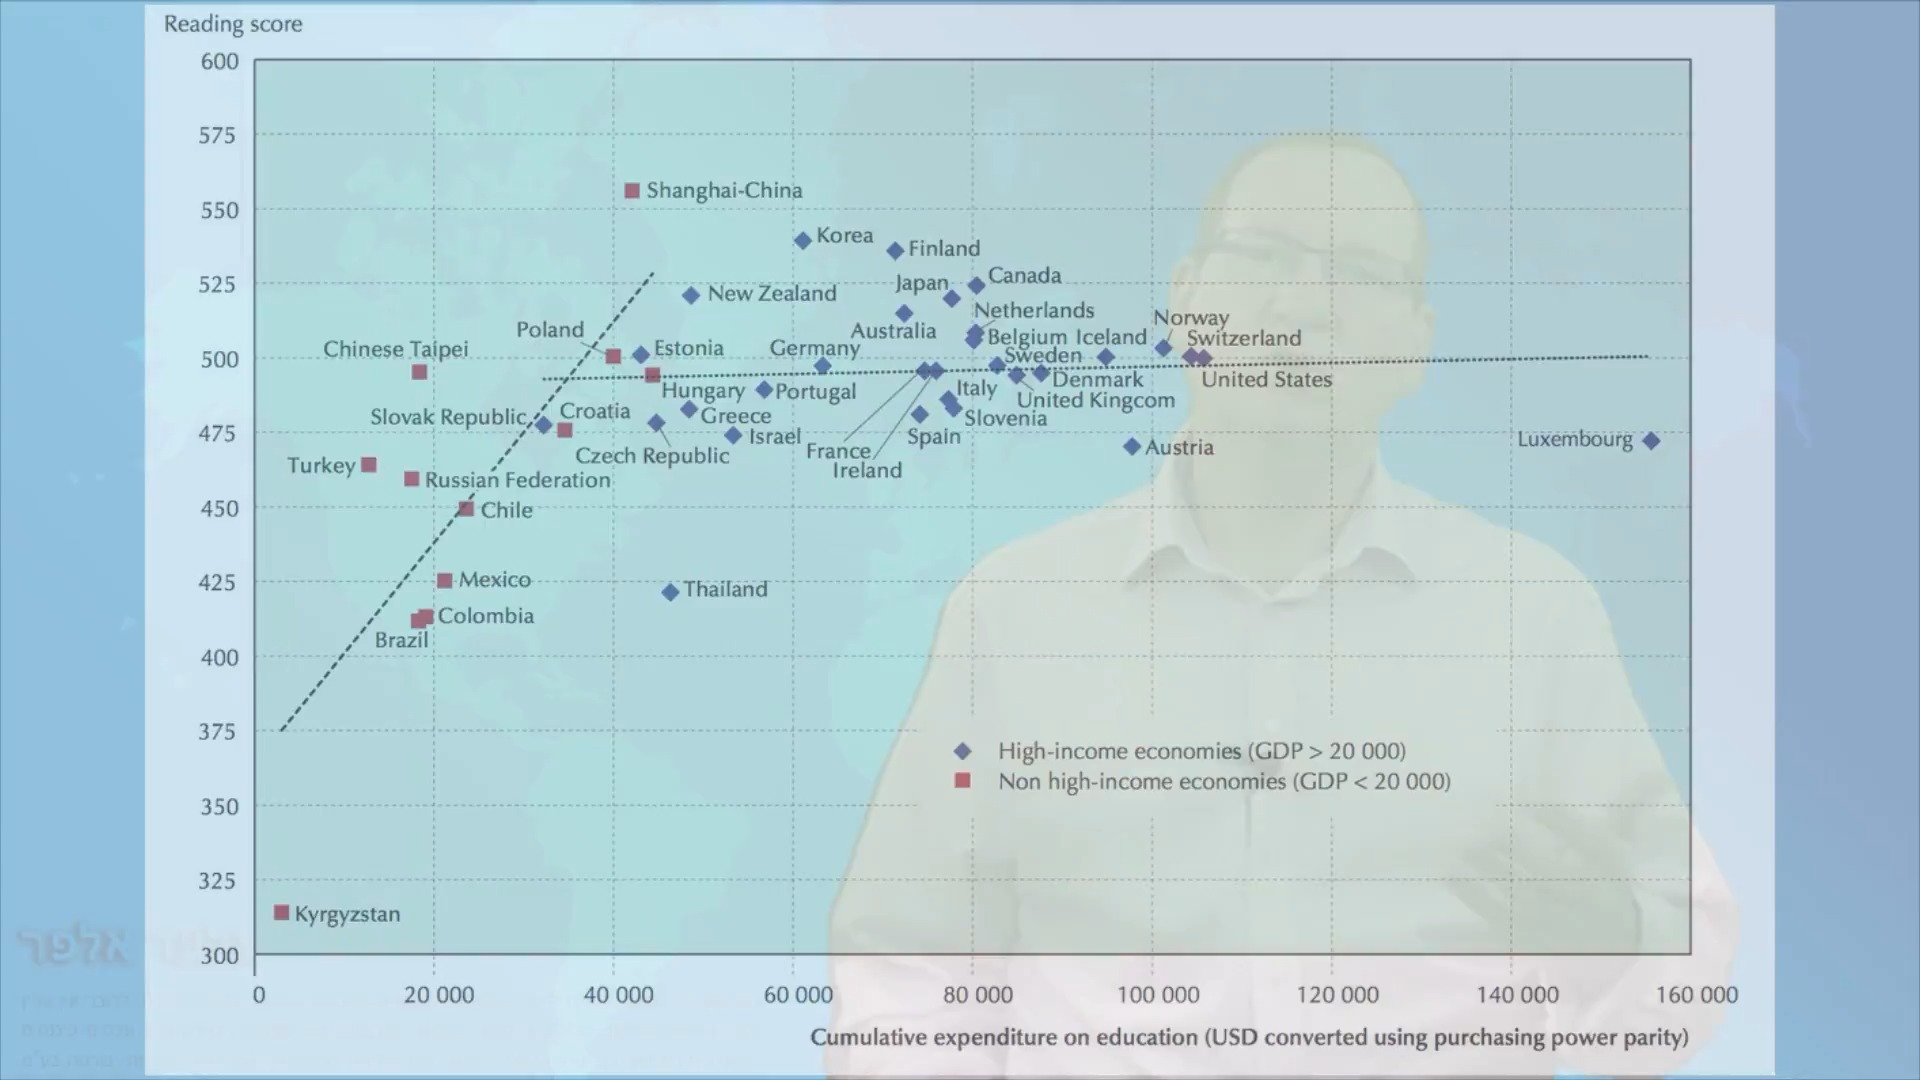 Reading score
600
575
550
525
500
475
450
425
400
375
350
325
300
Shanghai-China
Korea
Finland
Japan
Canada
New Zealand
Netherlands
Poland
Australia
Belgium
Iceland
Norway
Switzerland
Chinese Taipei
Estonia
Germany
Sweden
Hungary
Portugal
Italy
Denmark
United States
United Kingcom
Slovak Republic
Croatia
Greece
Slovenia
Israel
Spain
Czech Republic
France
Ireland
Austria
Luxembourg
Turkey
Russian Federation
Chile
Mexico
Thailand
Colombia
Brazil
High-income economies (GDP > 20 000)
Non high-income economies (GDP < 20 000)
Kyrgyzstan
אלפר
0
20 000
40 000
60 000
80 000
100 000
120 000
140 000
160 000
Cumulative expenditure on education (USD converted using purchasing power parity)